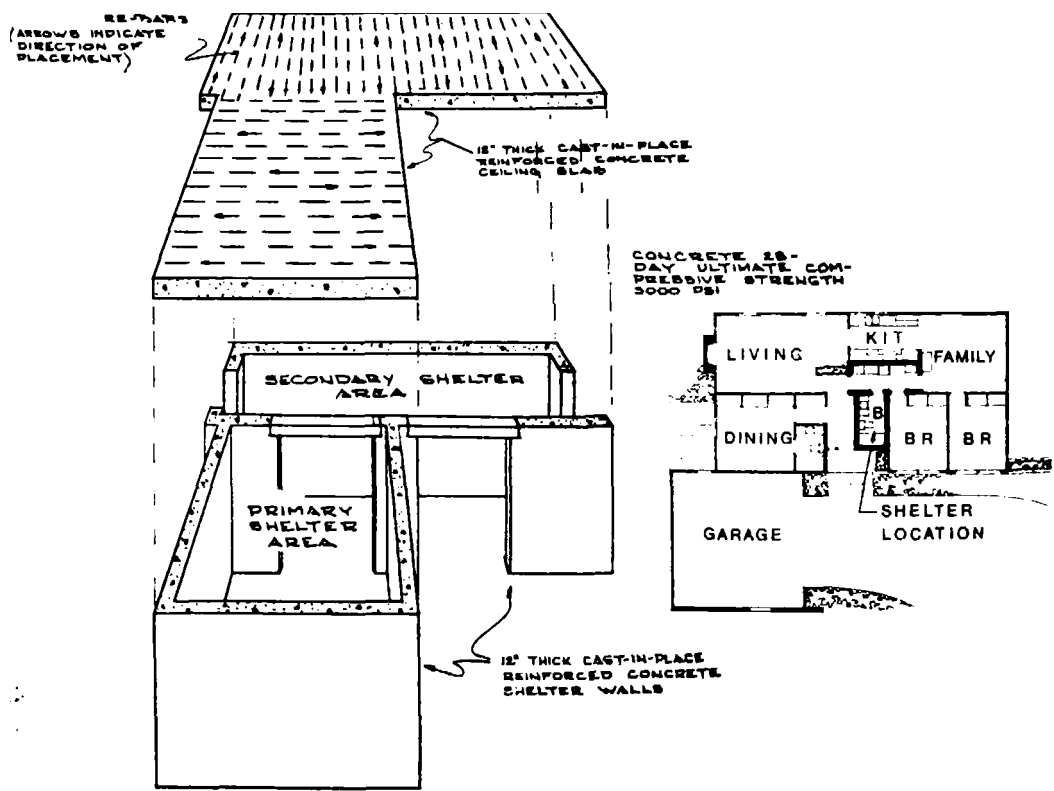 RE-BARS
(ARROWS INDICATE
DIRECTION OF
PLACEMENT)
12" THICK CAST-IN-PLACE
REINFORCED CONCRETE
CEILING SLAB
CONCRETE 28-
DAY ULTIMATE COM-
PRESSIVE STRENGTH
3000 PSI
SECONDARY SHELTER
AREA
PRIMARY
SHELTER
AREA
12" THICK CAST-IN-PLACE
REINFORCED CONCRETE
SHELTER WALLS
LIVING
KIT
FAMILY
DINING
B
BR
BR
SHELTER
LOCATION
GARAGE